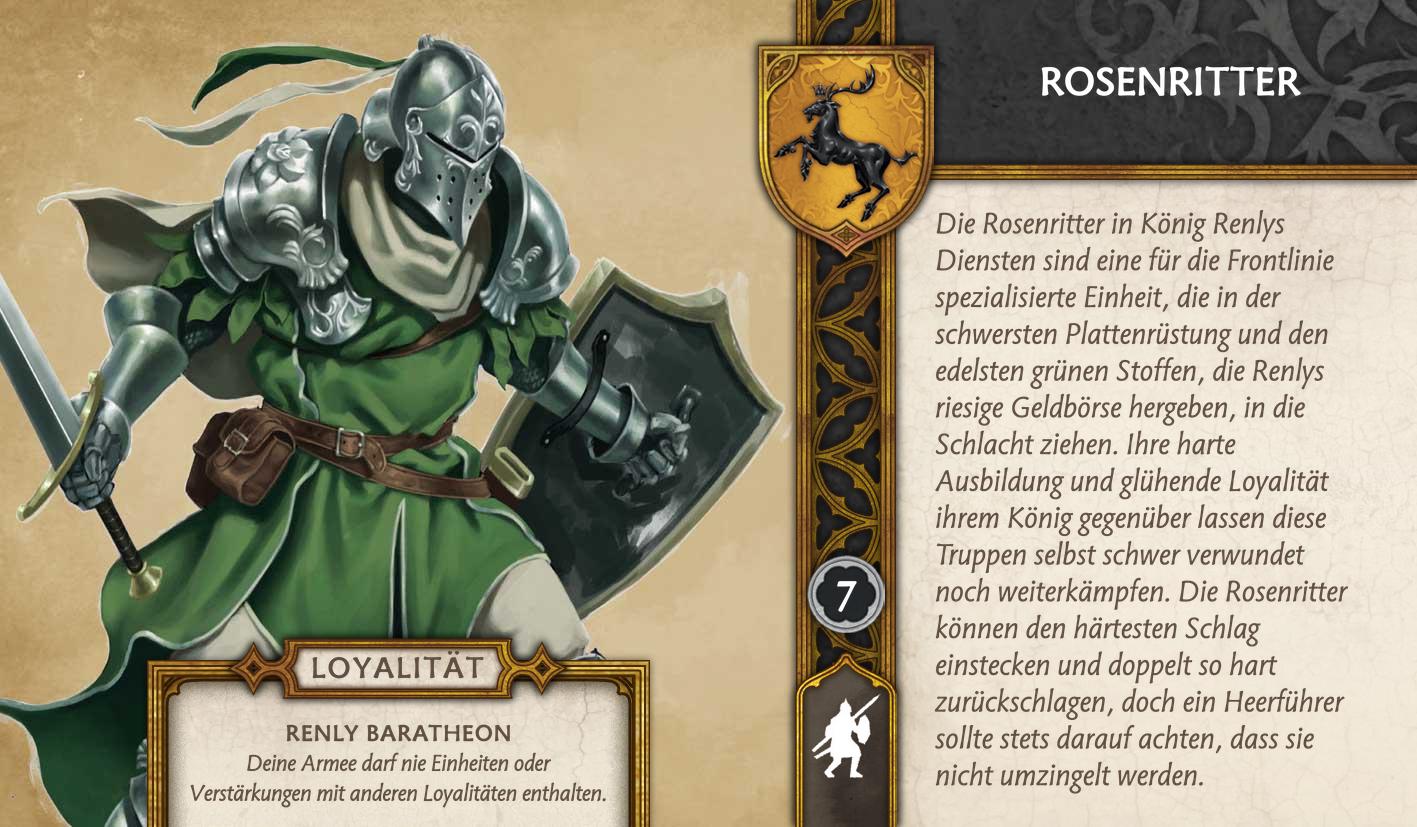 ROSENRITTER
Die Rosenritter in König Renlys
Diensten sind eine für die Frontlinie
spezialisierte Einheit, die in der
schwersten Plattenrüstung und den
edelsten grünen Stoffen, die Renlys
riesige Geldbörse hergeben, in die
Schlacht ziehen. Ihre harte
Ausbildung und glühende Loyalität
ihrem König gegenüber lassen diese
Truppen selbst schwer verwundet
noch weiterkämpfen. Die Rosenritter
können den härtesten Schlag
einstecken und doppelt so hart
zurückschlagen, doch ein Heerführer
sollte stets darauf achten, dass sie
nicht umzingelt werden.
7
LOYALITÄT
RENLY BARATHEON
Deine Armee darf nie Einheiten oder
Verstärkungen mit anderen Loyalitäten enthalten.